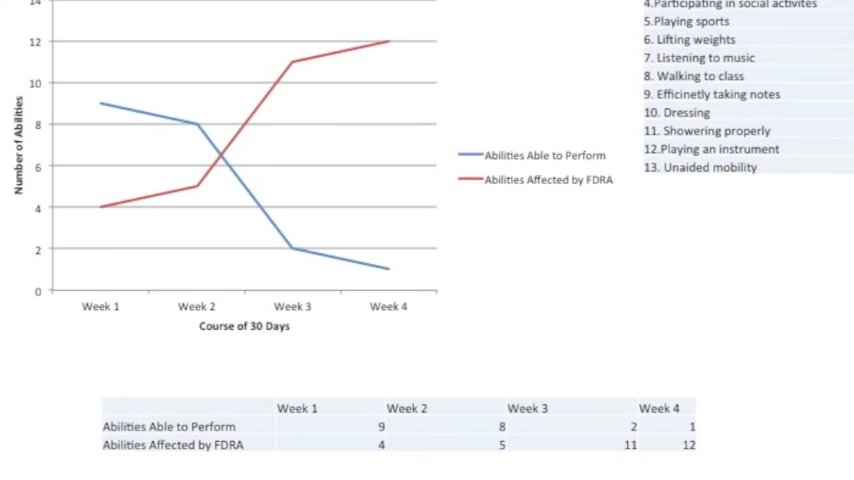 14
4.Participating in social activites
5.Playing sports
6. Lifting weights
7. Listening to music
8. Walking to class
9. Efficinetly taking notes
10. Dressing
11. Showering properly
12.Playing an instrument
13. Unaided mobility
12
10
8
6
4
2
0
Number of Abilities
Abilities Able to Perform
Abilities Affected by FDRA
Week 1 Week 2 Week 3 Week 4
Course of 30 Days
Week 1 Week 2 Week 3 Week 4
Abilities Able to Perform 9 8 2 1
Abilities Affected by FDRA 4 5 11 12